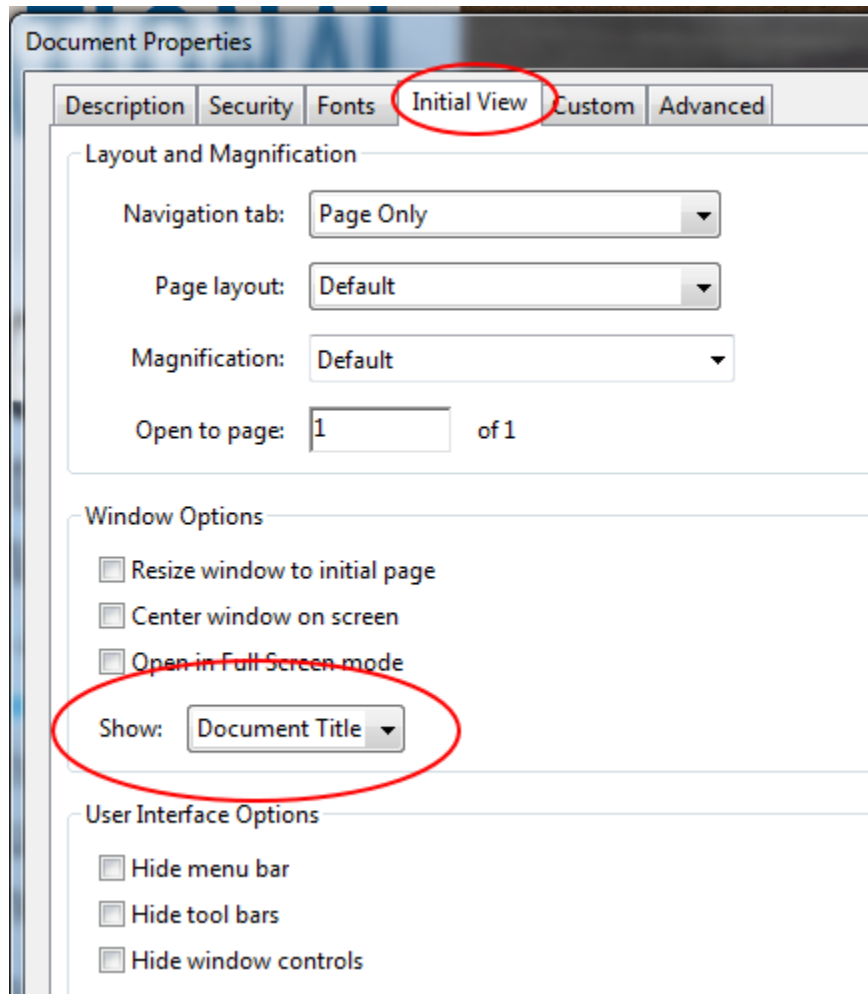 Document Properties
Description Security Fonts Initial View Custom Advanced
Layout and Magnification
Navigation tab: Page Only
Page layout: Default
Magnification: Default
Open to page: 1 of 1
Window Options
Resize window to initial page
Center window on screen
Open in Full Screen mode
Show: Document Title
User Interface Options
Hide menu bar
Hide tool bars
Hide window controls